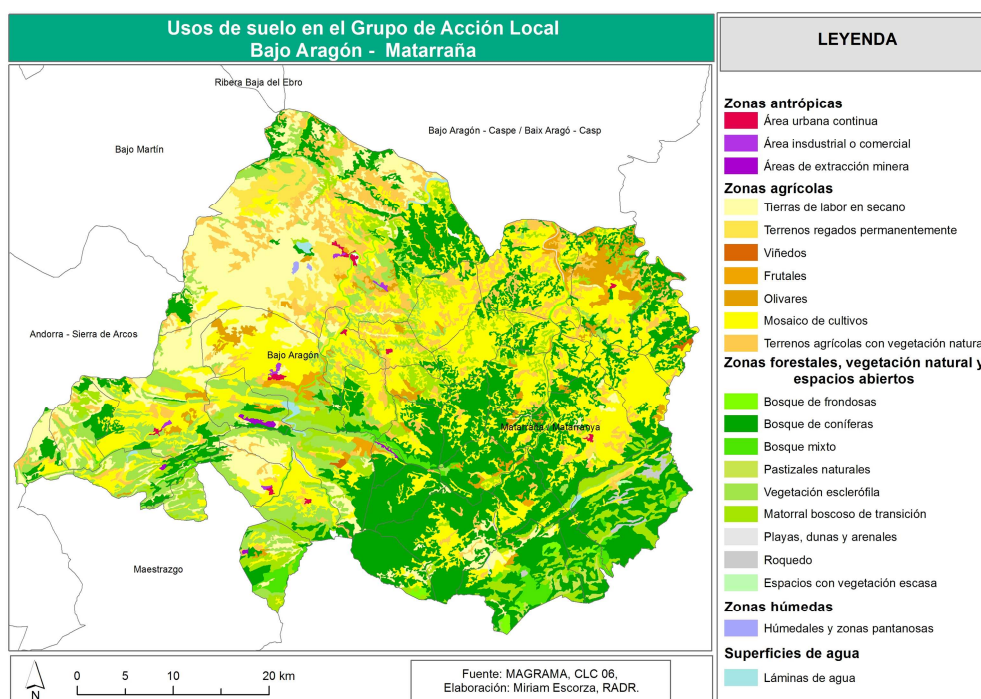 Usos de suelo en el Grupo de Acción Local
Bajo Aragón - Matarraña
Ribera Baja del Ebro
Bajo Martín
Bajo Aragón - Caspe / Baix Aragó - Casp
Andorra - Sierra de Arcos
Bajo Aragón
Matarraña / Matarranya
Maestrazgo
N
0 5 10 20 km
Fuente: MAGRAMA, CLC 06,
Elaboración: Miriam Escorza, RADR.
LEYENDA
Zonas antrópicas
Área urbana continua
Área insdustrial o comercial
Áreas de extracción minera
Zonas agrícolas
Tierras de labor en secano
Terrenos regados permanentemente
Viñedos
Frutales
Olivares
Mosaico de cultivos
Terrenos agrícolas con vegetación natura
Zonas forestales, vegetación natural y
espacios abiertos
Bosque de frondosas
Bosque de coníferas
Bosque mixto
Pastizales naturales
Vegetación esclerófila
Matorral boscoso de transición
Playas, dunas y arenales
Roquedo
Espacios con vegetación escasa
Zonas húmedas
Húmedales y zonas pantanosas
Superficies de agua
Láminas de agua